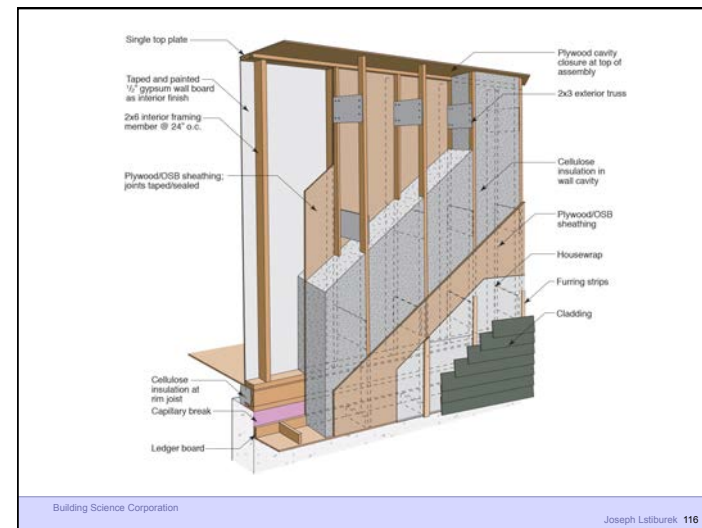 Single top plate
Taped and painted
1/2" gypsum wall board
as interior finish
2x6 interior framing
member @ 24" o.c.
Plywood/OSB sheathing;
joints taped/sealed
Cellulose
insulation at
rim joist
Capillary break
Ledger board
Plywood cavity
closure at top of
assembly
2x3 exterior truss
Cellulose
insulation in
wall cavity
Plywood/OSB
sheathing
Housewrap
Furring strips
Cladding
Building Science Corporation
Joseph Lstiburek 116